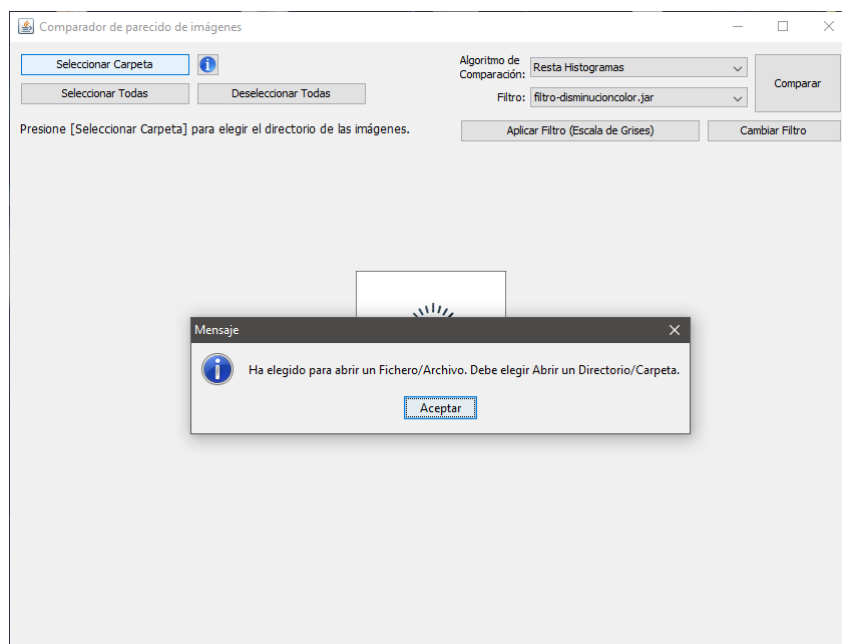 Comparador de parecido de imágenes
Seleccionar Carpeta
Seleccionar Todas
Deseleccionar Todas
Algoritmo de
Comparación:
Resta Histogramas
Filtro:
filtro-disminucioncolor.jar
Comparar
Presione [Seleccionar Carpeta] para elegir el directorio de las imágenes.
Aplicar Filtro (Escala de Grises)
Cambiar Filtro
Mensaje
Ha elegido para abrir un Fichero/Archivo. Debe elegir Abrir un Directorio/Carpeta.
Aceptar